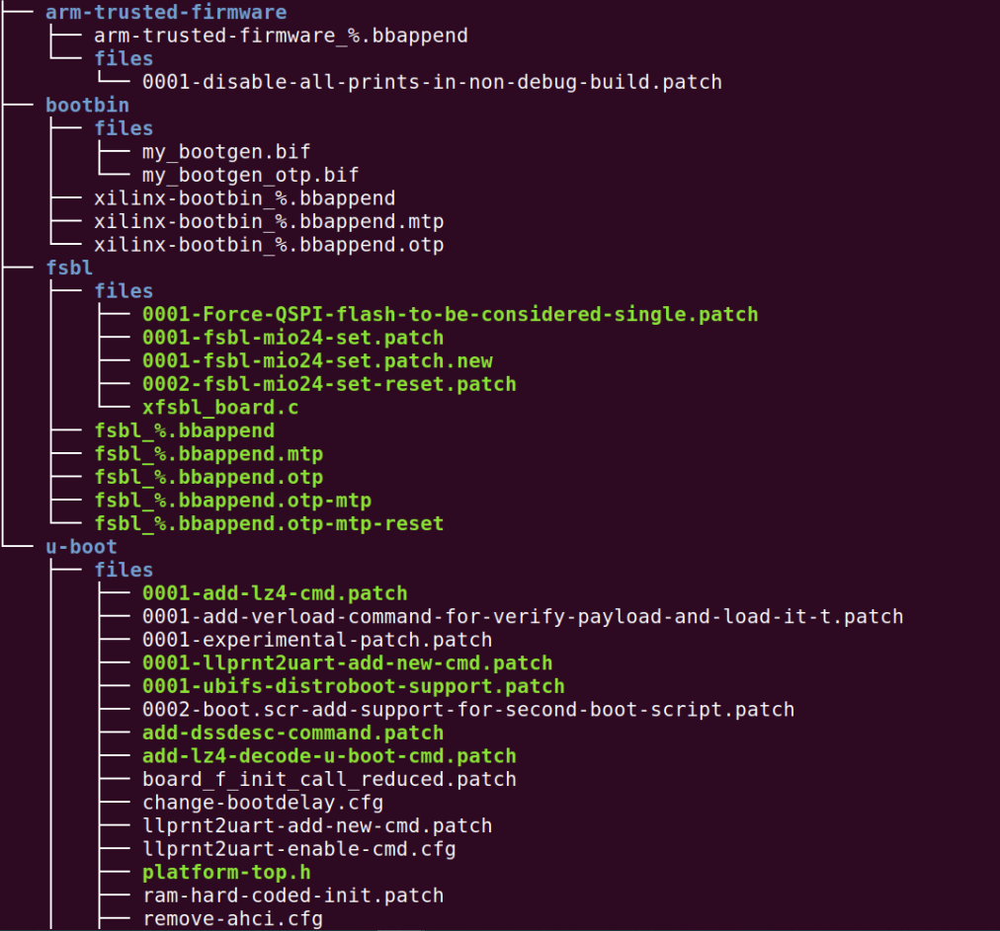 arm-trusted-firmware
arm-trusted-firmware_%.bbappend
files
0001-disable-all-prints-in-non-debug-build.patch
bootbin
files
my_bootgen.bif
my_bootgen_otp.bif
xilinx-bootbin_%.bbappend
xilinx-bootbin_%.bbappend.mtp
xilinx-bootbin_%.bbappend.otp
fsbl
files
0001-Force-QSPI-flash-to-be-considered-single.patch
0001-fsbl-mio24-set.patch
0001-fsbl-mio24-set.patch.new
0002-fsbl-mio24-set-reset.patch
xfsbl_board.c
fsbl_%.bbappend
fsbl_%.bbappend.mtp
fsbl_%.bbappend.otp
fsbl_%.bbappend.otp-mtp
fsbl_%.bbappend.otp-mtp-reset
u-boot
files
0001-add-lz4-cmd.patch
0001-add-verload-command-for-verify-payload-and-load-it-t.patch
0001-experimental-patch.patch
0001-llprnt2uart-add-new-cmd.patch
0001-ubifs-distroboot-support.patch
0002-boot.scr-add-support-for-second-boot-script.patch
add-dssdesc-command.patch
add-lz4-decode-u-boot-cmd.patch
board_f_init_call_reduced.patch
change-bootdelay.cfg
llprnt2uart-add-new-cmd.patch
llprnt2uart-enable-cmd.cfg
platform-top.h
ram-hard-coded-init.patch
remove-ahci.cfg